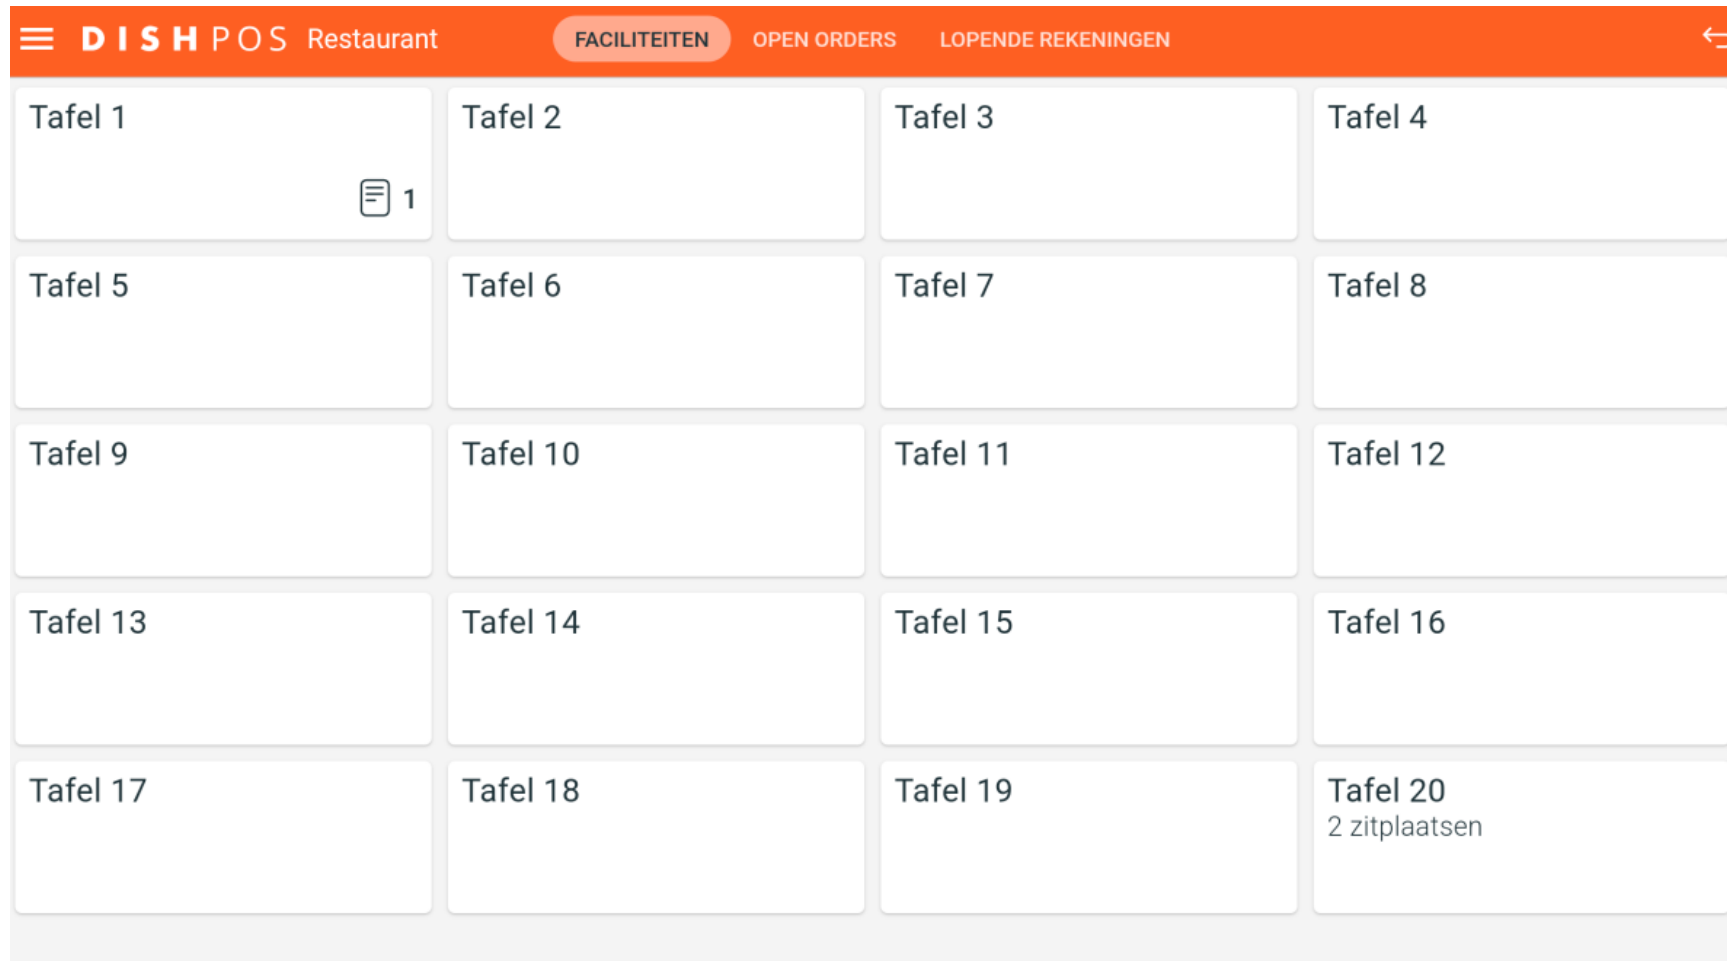 DISHPOS Restaurant FACILITEITEN OPEN ORDERS LOPENDE REKENINGEN
Tafel 1 Tafel 2 Tafel 3 Tafel 4
1
Tafel 5 Tafel 6 Tafel 7 Tafel 8
Tafel 9 Tafel 10 Tafel 11 Tafel 12
Tafel 13 Tafel 14 Tafel 15 Tafel 16
Tafel 17 Tafel 18 Tafel 19 Tafel 20
2 zitplaatsen